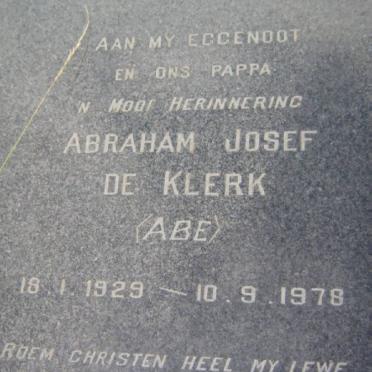 AAN MY EGGENOOT
EN ONS PAPPA
'N MOOI HERINNERING
ABRAHAM JOSEF
DE KLERK
(ABE)
18.1.1929 — 10.9.1978
ROEM CHRISTEN HEEL MY LEWE